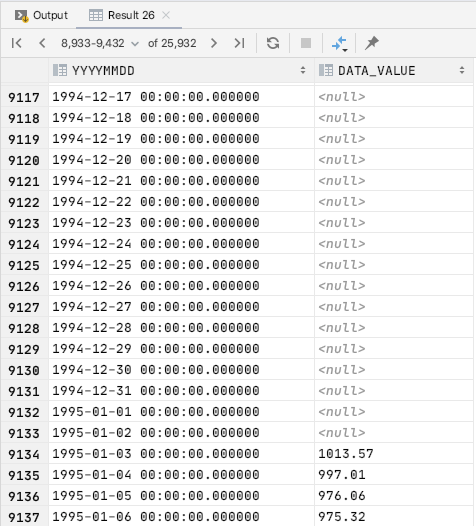 Output Result 26
8,933-9,432 of 25,932
YYYYMMDD DATA_VALUE
9117 1994-12-17 00:00:00.000000 <null>
9118 1994-12-18 00:00:00.000000 <null>
9119 1994-12-19 00:00:00.000000 <null>
9120 1994-12-20 00:00:00.000000 <null>
9121 1994-12-21 00:00:00.000000 <null>
9122 1994-12-22 00:00:00.000000 <null>
9123 1994-12-23 00:00:00.000000 <null>
9124 1994-12-24 00:00:00.000000 <null>
9125 1994-12-25 00:00:00.000000 <null>
9126 1994-12-26 00:00:00.000000 <null>
9127 1994-12-27 00:00:00.000000 <null>
9128 1994-12-28 00:00:00.000000 <null>
9129 1994-12-29 00:00:00.000000 <null>
9130 1994-12-30 00:00:00.000000 <null>
9131 1994-12-31 00:00:00.000000 <null>
9132 1995-01-01 00:00:00.000000 <null>
9133 1995-01-02 00:00:00.000000 <null>
9134 1995-01-03 00:00:00.000000 1013.57
9135 1995-01-04 00:00:00.000000 997.01
9136 1995-01-05 00:00:00.000000 976.06
9137 1995-01-06 00:00:00.000000 975.32